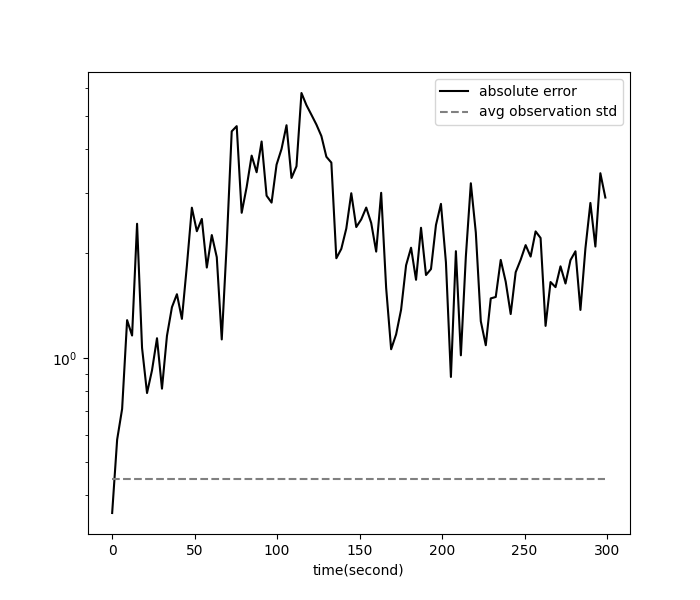 absolute error
avg observation std
10⁰
0 50 100 150 200 250 300
time(second)